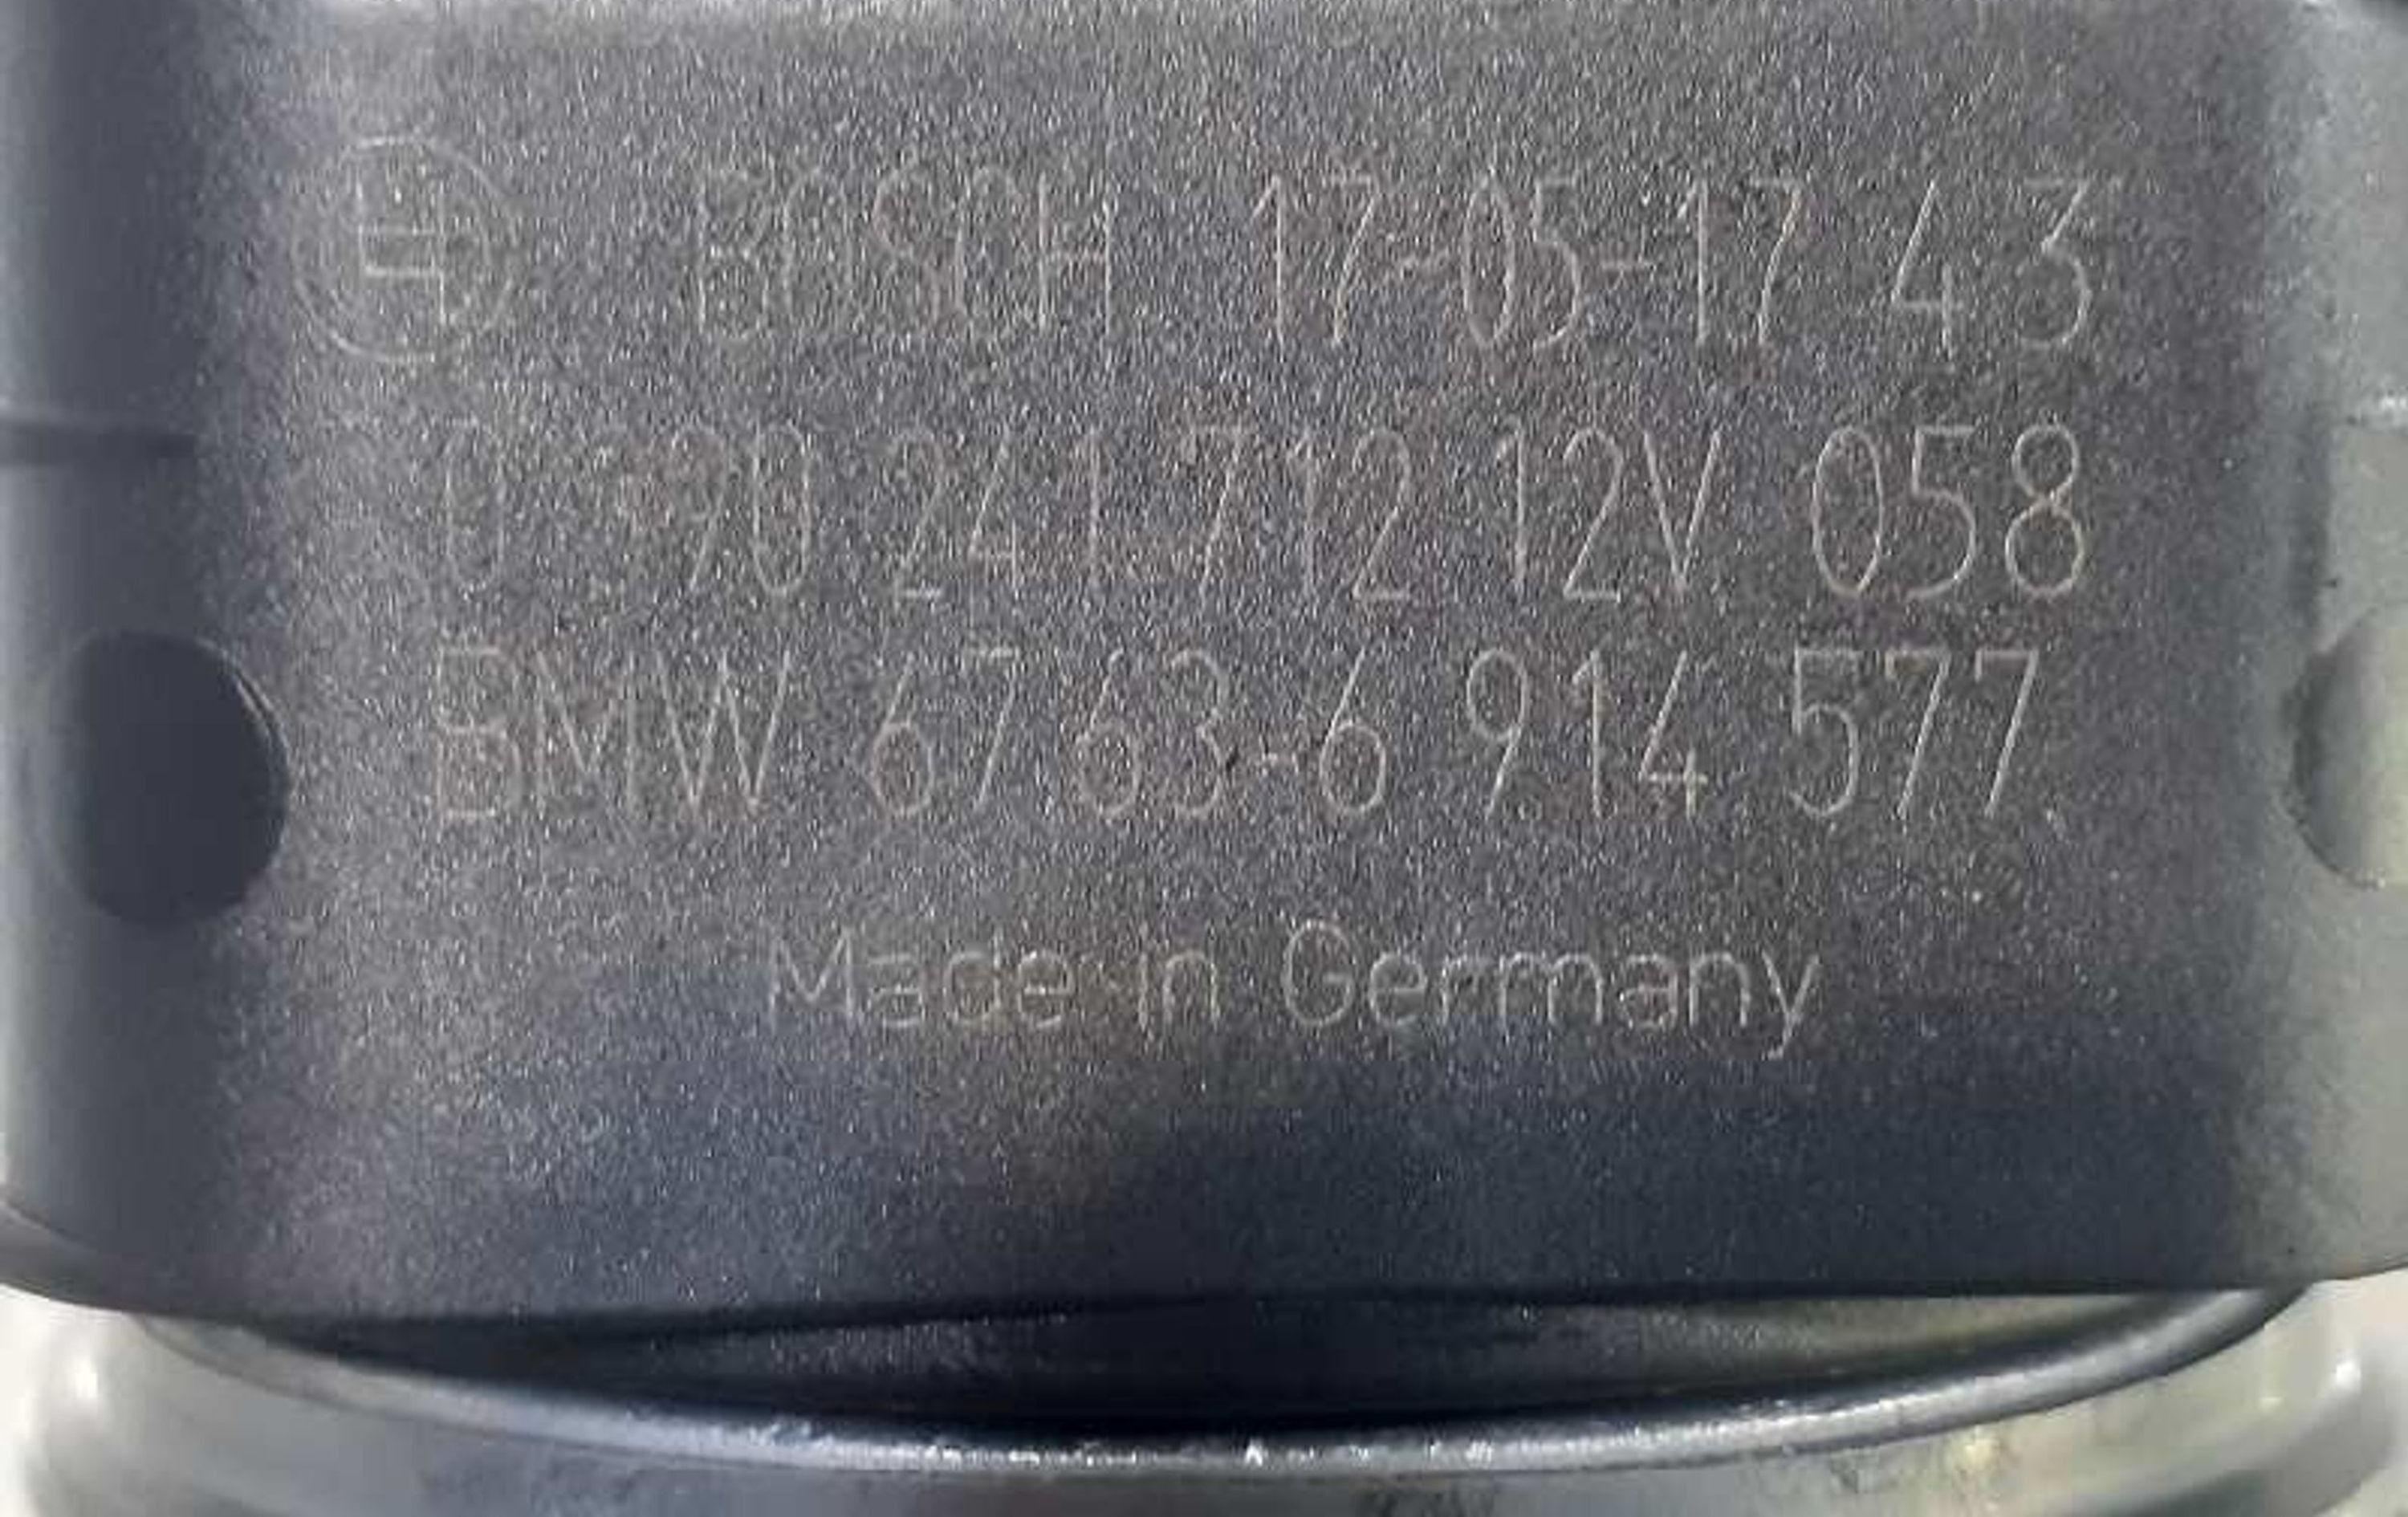 BOSCH 17-05-17 43
0 390 241 712 12V 058
BMW 67 63-6 914 577
Made in Germany